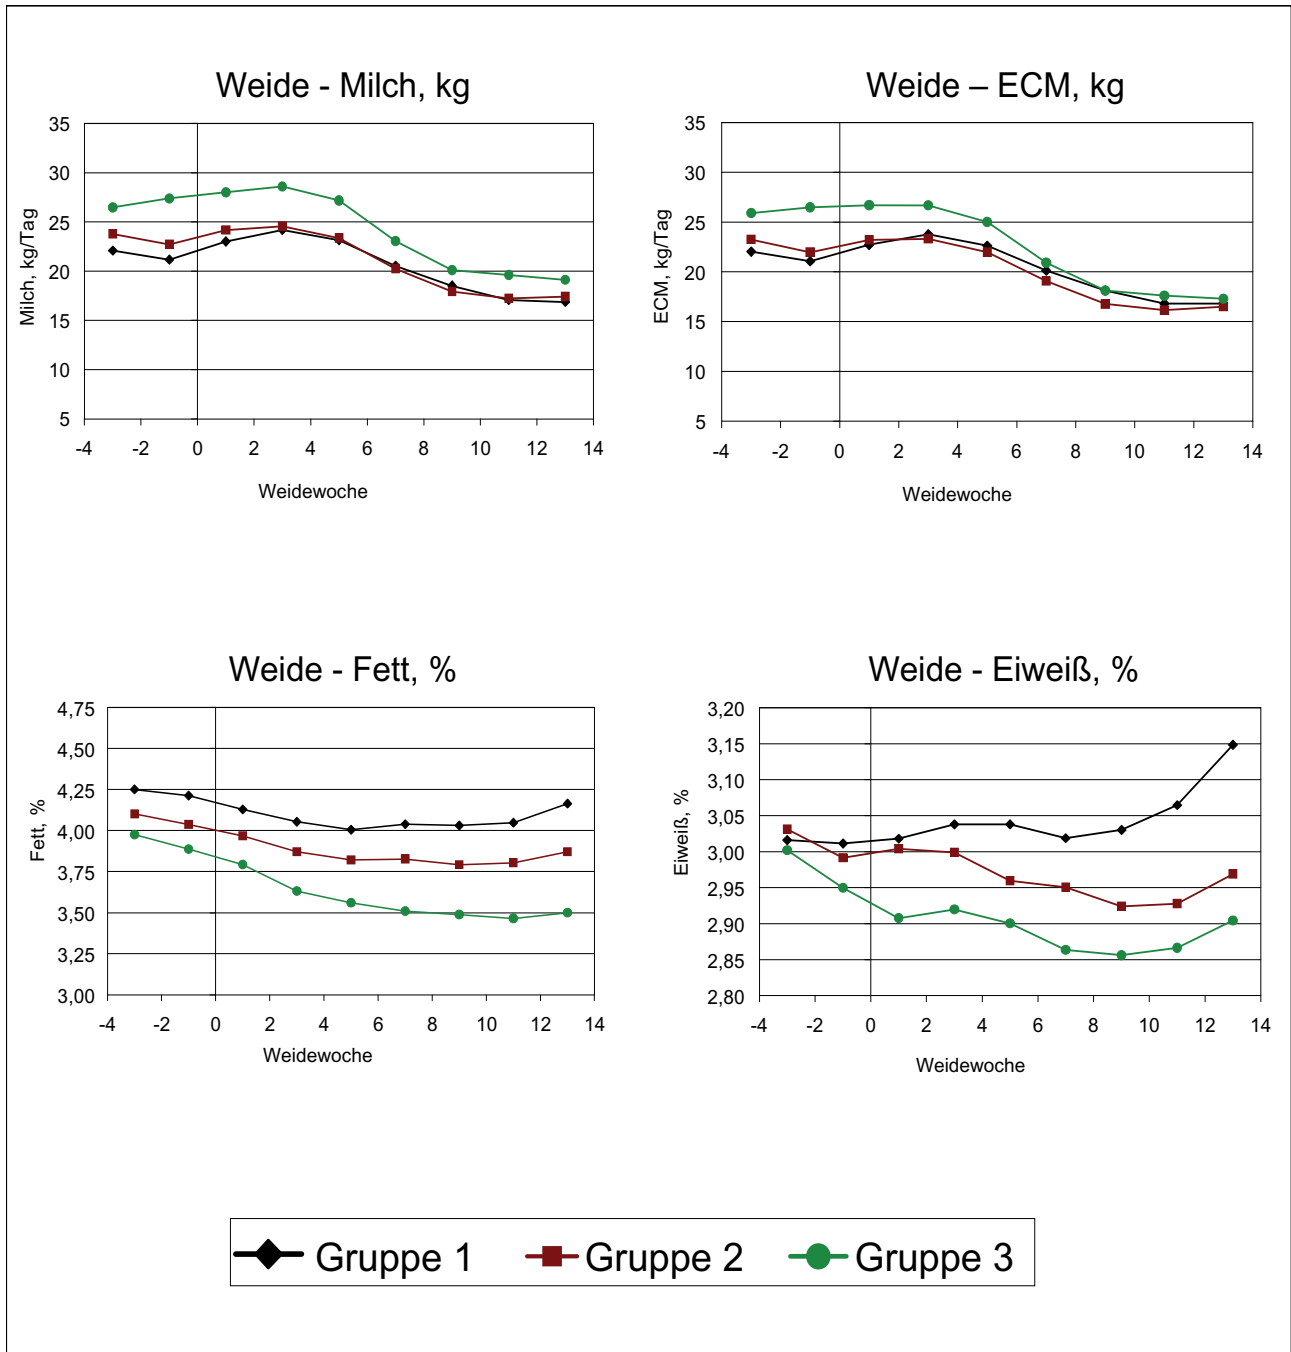 Weide - Milch, kg
35
30
25
20
15
10
5
Milch, kg/Tag
-4 -2 0 2 4 6 8 10 12 14
Weidewoche
Weide – ECM, kg
35
30
25
20
15
10
5
ECM, kg/Tag
-4 -2 0 2 4 6 8 10 12 14
Weidewoche
Weide - Fett, %
4,75
4,50
4,25
4,00
3,75
3,50
3,25
3,00
Fett, %
-4 -2 0 2 4 6 8 10 12 14
Weidewoche
Weide - Eiweiß, %
3,20
3,15
3,10
3,05
3,00
2,95
2,90
2,85
2,80
Eiweiß, %
-4 -2 0 2 4 6 8 10 12 14
Weidewoche
Gruppe 1 Gruppe 2 Gruppe 3